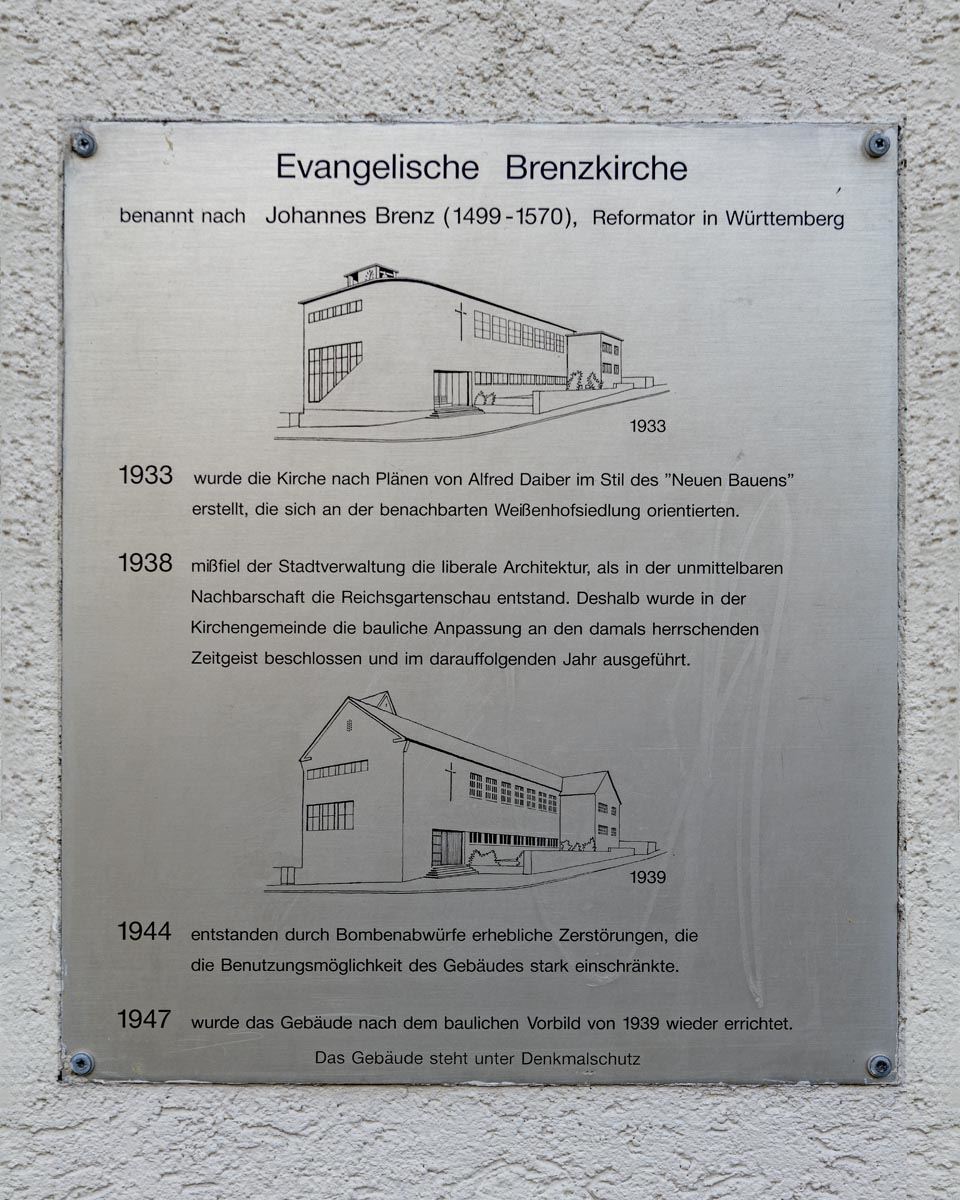 Evangelische Brenzkirche
benannt nach Johannes Brenz (1499-1570), Reformator in Württemberg
1933
1933 wurde die Kirche nach Plänen von Alfred Daiber im Stil des ”Neuen Bauens”
erstellt, die sich an der benachbarten Weißenhofsiedlung orientierten.
1938 mißfiel der Stadtverwaltung die liberale Architektur, als in der unmittelbaren
Nachbarschaft die Reichsgartenschau entstand. Deshalb wurde in der
Kirchengemeinde die bauliche Anpassung an den damals herrschenden
Zeitgeist beschlossen und im darauffolgenden Jahr ausgeführt.
1939
1944 entstanden durch Bombenabwürfe erhebliche Zerstörungen, die
die Benutzungsmöglichkeit des Gebäudes stark einschränkte.
1947 wurde das Gebäude nach dem baulichen Vorbild von 1939 wieder errichtet.
Das Gebäude steht unter Denkmalschutz